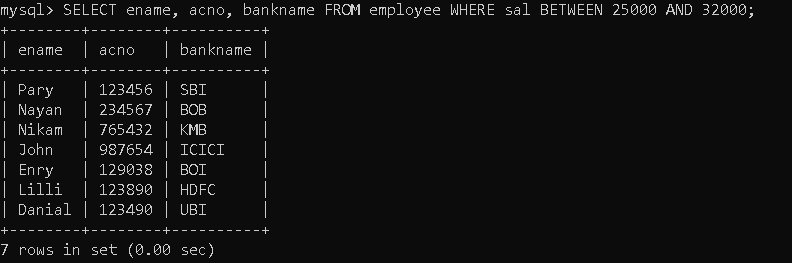 mysql> SELECT ename, acno, bankname FROM employee WHERE sal BETWEEN 25000 AND 32000;
+--------+--------+----------+
| ename  | acno   | bankname |
+--------+--------+----------+
| Pary   | 123456 | SBI      |
| Nayan  | 234567 | BOB      |
| Nikam  | 765432 | KMB      |
| John   | 987654 | ICICI    |
| Enry   | 129038 | BOI      |
| Lilli  | 123890 | HDFC     |
| Danial | 123490 | UBI      |
+--------+--------+----------+
7 rows in set (0.00 sec)